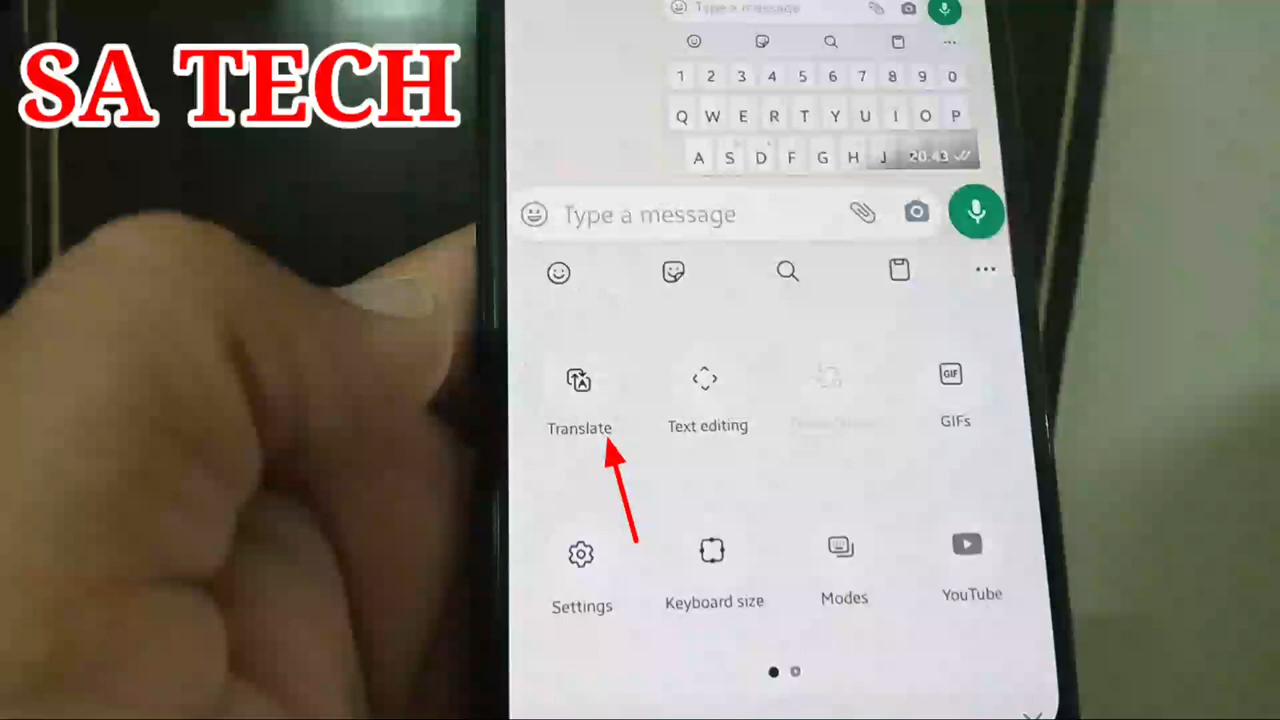 SA TECH
Type a message
1 2 3 4 5 6 7 8 9 0
Q W E R T Y U I O P
A S D F G H J
20:43
Type a message
GIF
Translate Text editing GIFs
Settings Keyboard size Modes YouTube